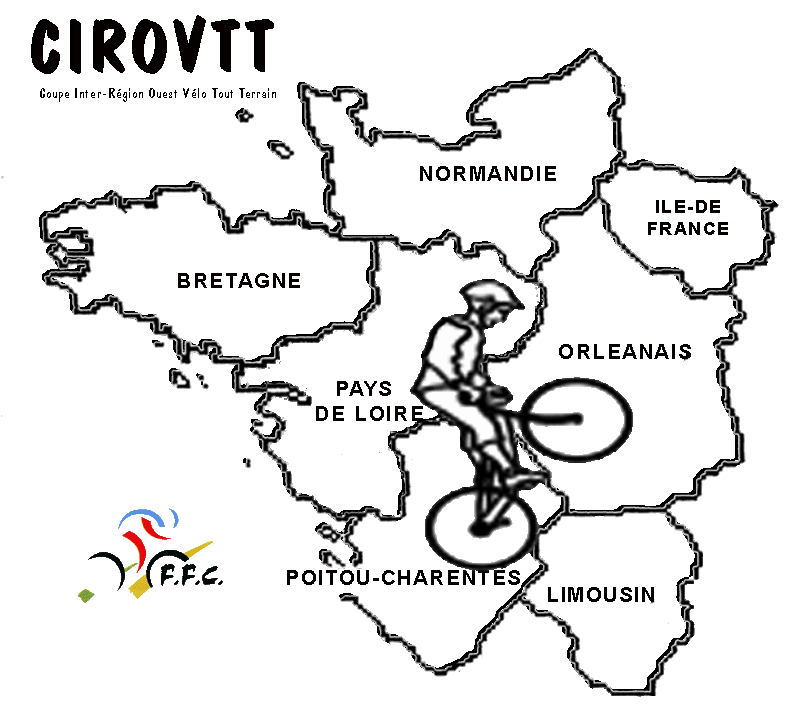 CIROVTT
Coupe Inter-Région Ouest Vélo Tout Terrain
NORMANDIE
ILE-DE
FRANCE
BRETAGNE
ORLEANAIS
PAYS
DE LOIRE
F.F.C.
POITOU-CHARENTES
LIMOUSIN